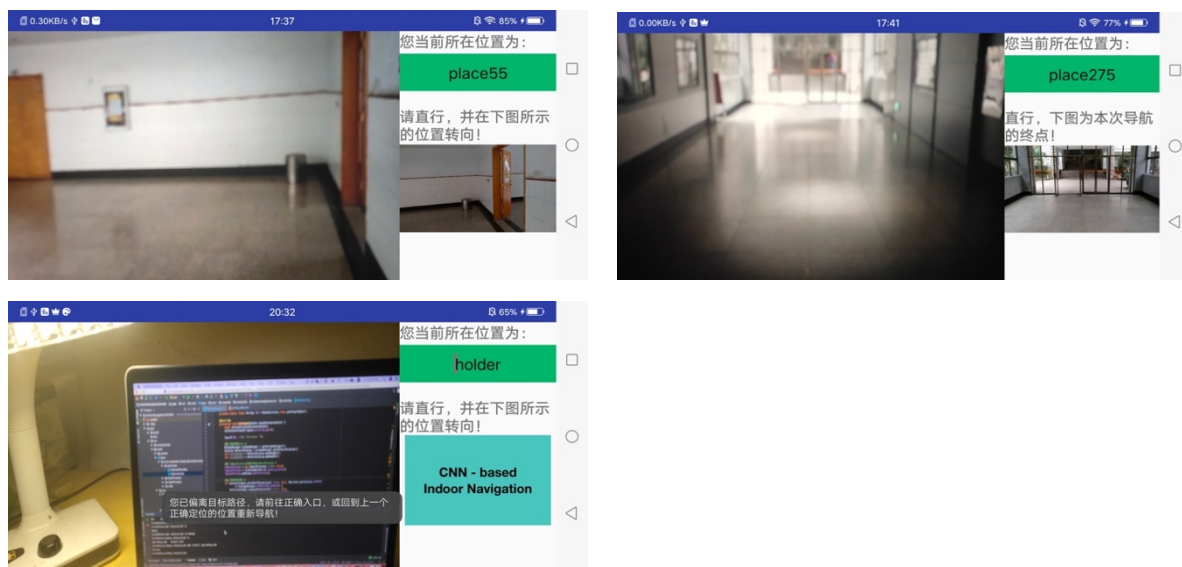 0.30KB/s
17:37
85%
您当前所在位置为:
place55
请直行，并在下图所示
的位置转向!
0.00KB/s
17:41
77%
您当前所在位置为:
place275
直行，下图为本次导航
的终点!
20:32
65%
您当前所在位置为:
holder
请直行，并在下图所示
的位置转向!
CNN - based
Indoor Navigation
您已偏离目标路径，请前往正确入口，或回到上一个
正确定位的位置重新导航!